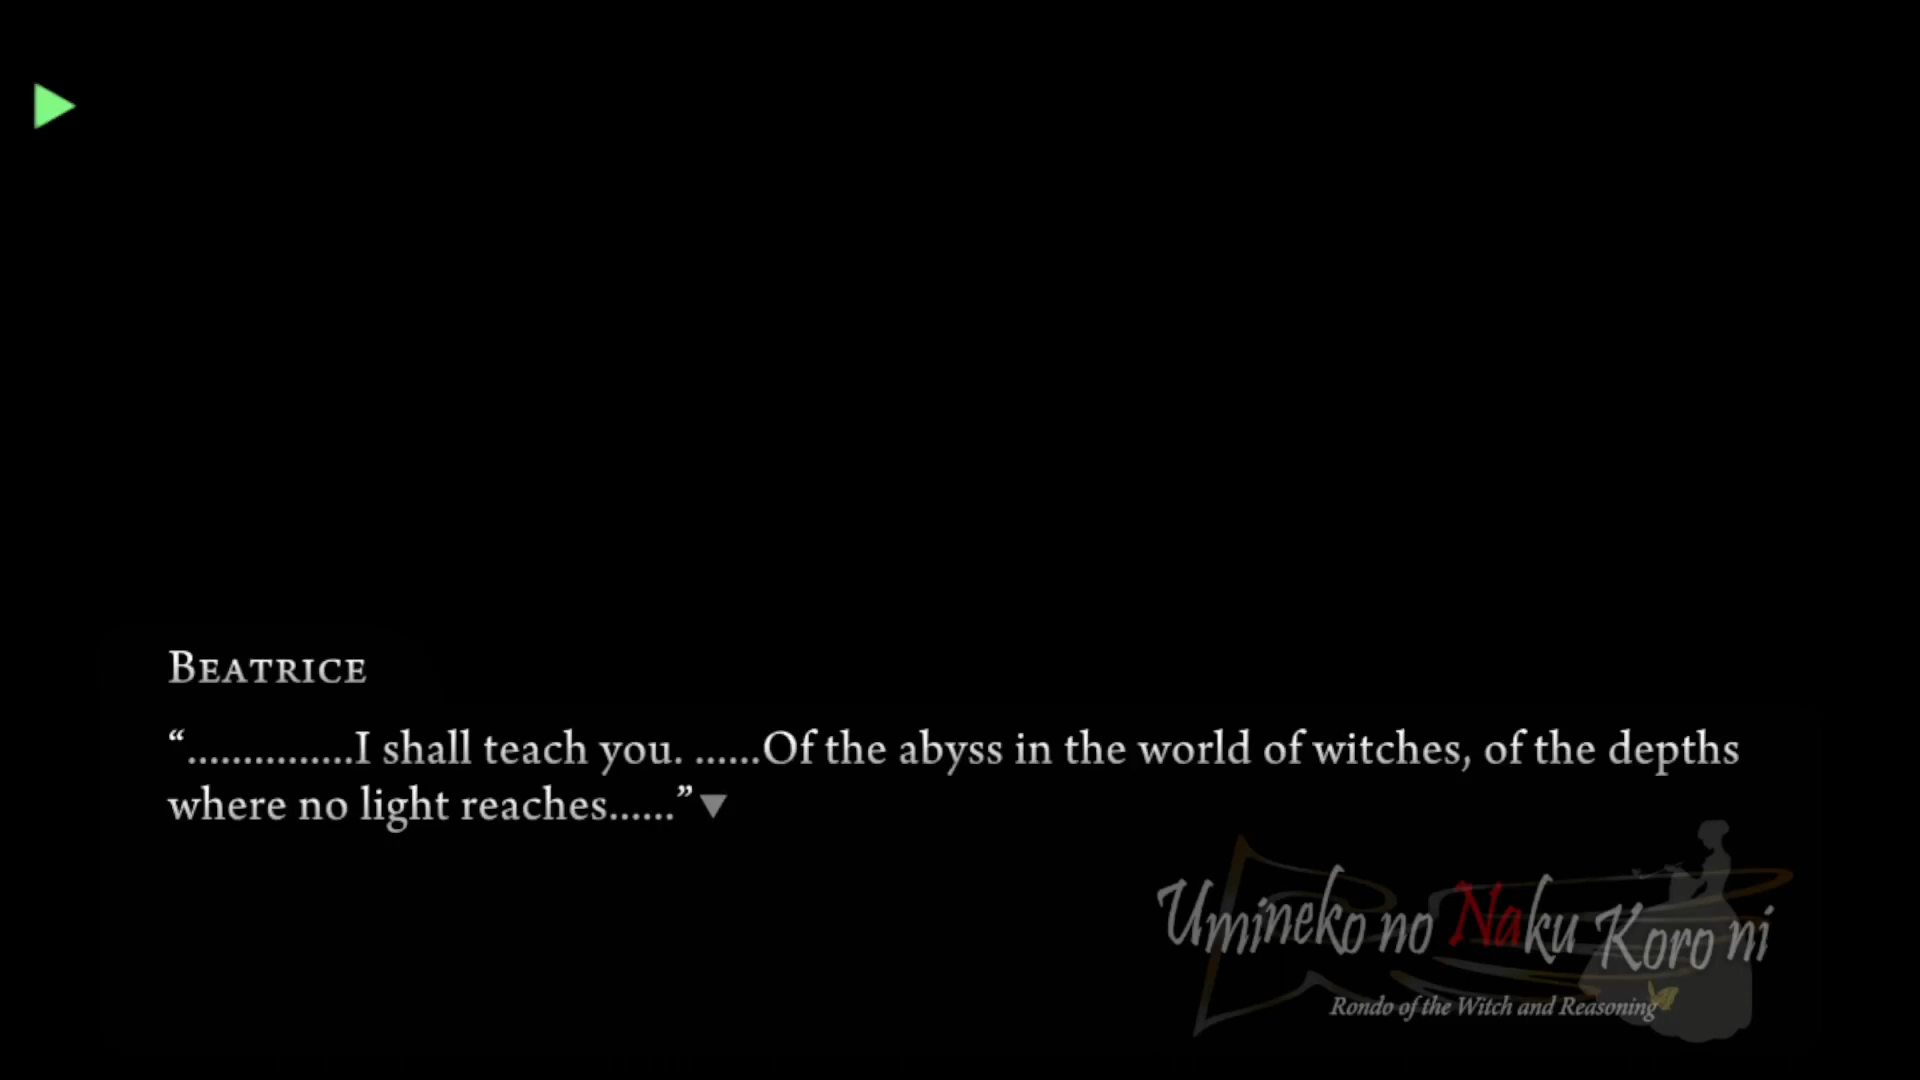 BEATRICE
“...............I shall teach you. ......Of the abyss in the world of witches, of the depths
where no light reaches......”
Umineko no Naku Koro ni
Rondo of the Witch and Reasoning